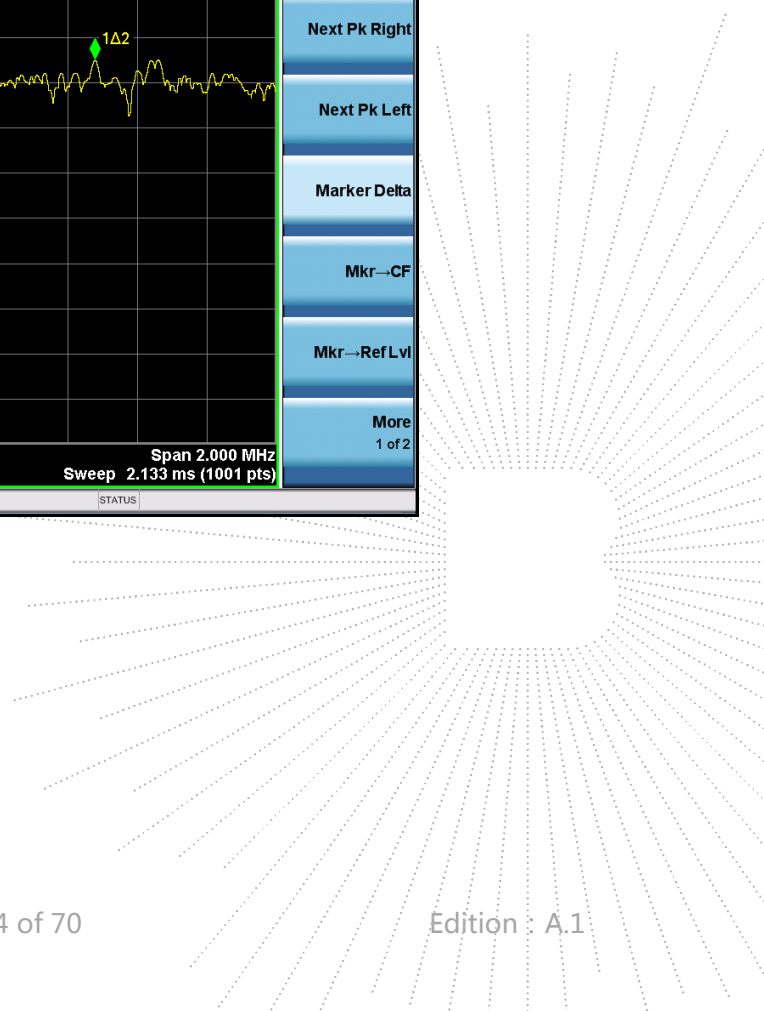 Next Pk Right
1Δ2
Next Pk Left
Marker Delta
Mkr→CF
Mkr→Ref Lvl
More
1 of 2
Span 2.000 MHz
Sweep 2.133 ms (1001 pts)
STATUS
4 of 70
Edition : A.1